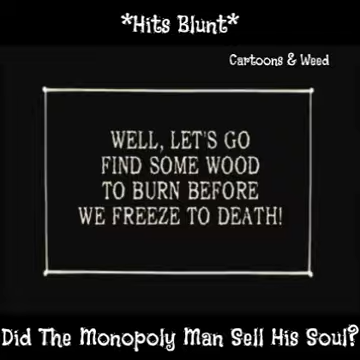 *Hits Blunt*
Cartoons & Weed
WELL, LET'S GO
FIND SOME WOOD
TO BURN BEFORE
WE FREEZE TO DEATH!
Did The Monopoly Man Sell His Soul?